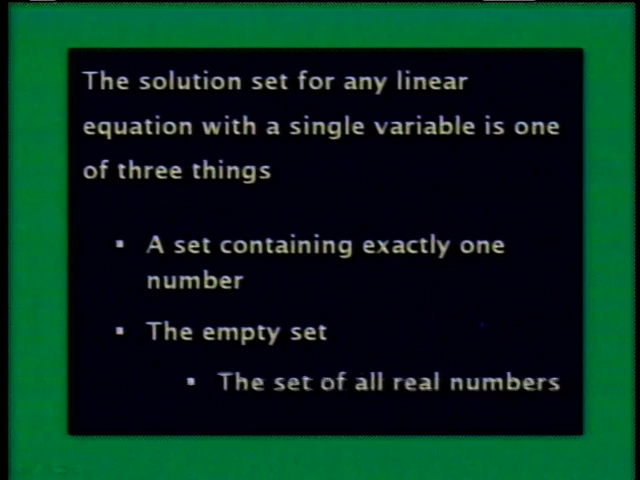 The solution set for any linear
equation with a single variable is one
of three things
▪ A set containing exactly one
number
▪ The empty set
▪ The set of all real numbers